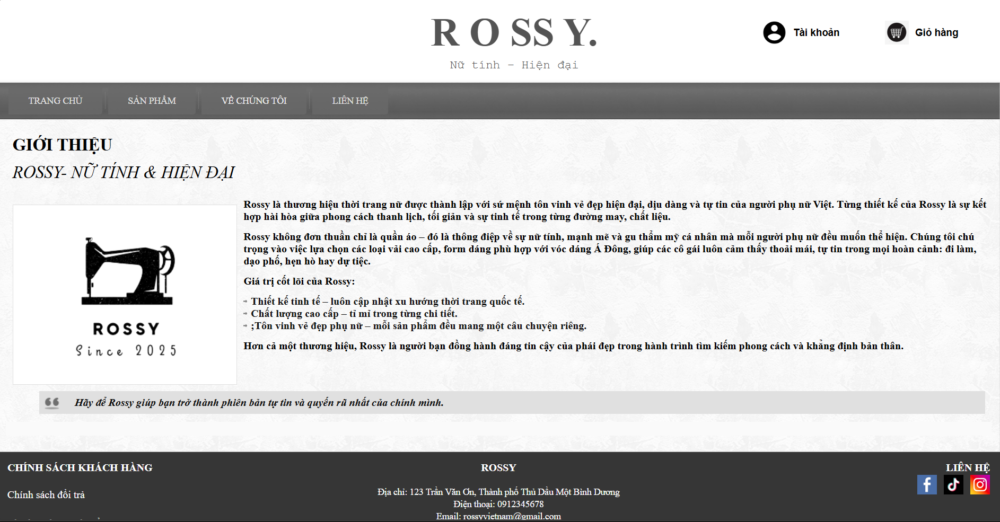 R O SS Y.
Nữ tính – Hiện đại
Tài khoản
Giỏ hàng
TRANG CHỦ
SẢN PHẨM
VỀ CHÚNG TÔI
LIÊN HỆ
GIỚI THIỆU
ROSSY- NỮ TÍNH & HIỆN ĐẠI
ROSSY
Since 2025
Rossy là thương hiệu thời trang nữ được thành lập với sứ mệnh tôn vinh vẻ đẹp hiện đại, dịu dàng và tự tin của người phụ nữ Việt. Từng thiết kế của Rossy là sự kết
hợp hài hòa giữa phong cách thanh lịch, tối giản và sự tinh tế trong từng đường may, chất liệu.
Rossy không đơn thuần chỉ là quần áo – đó là thông điệp về sự nữ tính, mạnh mẽ và gu thẩm mỹ cá nhân mà mỗi người phụ nữ đều muốn thể hiện. Chúng tôi chú
trọng vào việc lựa chọn các loại vải cao cấp, form dáng phù hợp với vóc dáng Á Đông, giúp các cô gái luôn cảm thấy thoải mái, tự tin trong mọi hoàn cảnh: đi làm,
dạo phố, hẹn hò hay dự tiệc.
Giá trị cốt lõi của Rossy:
Thiết kế tinh tế – luôn cập nhật xu hướng thời trang quốc tế.
Chất lượng cao cấp – tỉ mỉ trong từng chi tiết.
;Tôn vinh vẻ đẹp phụ nữ – mỗi sản phẩm đều mang một câu chuyện riêng.
Hơn cả một thương hiệu, Rossy là người bạn đồng hành đáng tin cậy của phái đẹp trong hành trình tìm kiếm phong cách và khẳng định bản thân.
Hãy để Rossy giúp bạn trở thành phiên bản tự tin và quyến rũ nhất của chính mình.
CHÍNH SÁCH KHÁCH HÀNG
Chính sách đổi trả
ROSSY
Địa chỉ: 123 Trần Văn Ơn, Thành phố Thủ Dầu Một Bình Dương
Điện thoại: 0912345678
Email: rossyvietnam@gmail.com
LIÊN HỆ